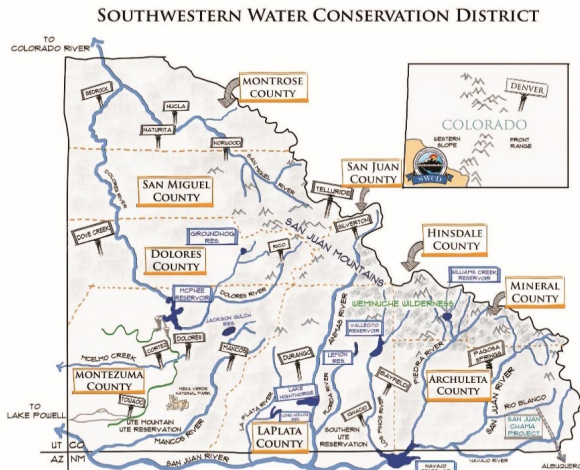 SOUTHWESTERN WATER CONSERVATION DISTRICT
TO
COLORADO RIVER
BEDROCK
NUCLA
MONTROSE
COUNTY
NATURITA
NORWOOD
SAN MIGUEL RIVER
DENVER
COLORADO
WESTERN
SLOPE
FRONT
RANGE
SWCD
DOLORES RIVER
SAN MIGUEL
COUNTY
TELLURIDE
SAN JUAN
COUNTY
SILVERTON
DOVE CREEK
GROUNDHOG
RES.
RICO
SAN JUAN MOUNTAINS
HINSDALE
COUNTY
DOLORES
COUNTY
MCPHEE
RESERVOIR
DOLORES RIVER
WILLIAMS CREEK
RESERVOIR
MINERAL
COUNTY
WEMINUCHE WILDERNESS
JACKSON GULCH
RES.
ANIMAS RIVER
VALLECITO
RESERVOIR
PIEDRA RIVER
CORTEZ
DOLORES
MANCOS
MCELMO CREEK
DURANGO
LEMON RES.
PAGOSA
SPRINGS
MONTEZUMA
COUNTY
MESA VERDE
NATIONAL PARK
LAKE
NIGHTHORSE
FLORIDA RIVER
BAYFIELD
ARCHULETA
COUNTY
SAN JUAN RIVER
RIO BLANCO
TOWAOC
LA PLATA RIVER
LONG HOLLOW RES.
IGNACIO
PINOS RIVER
SAN JUAN
CHAMA
PROJECT
TO
LAKE POWELL
UTE MOUNTAIN
UTE RESERVATION
MANCOS RIVER
LAPLATA
COUNTY
SOUTHERN
UTE RESERVATION
UT
CO
AZ
NM
SAN JUAN RIVER
NAVAJO
NAVAJO RIVER